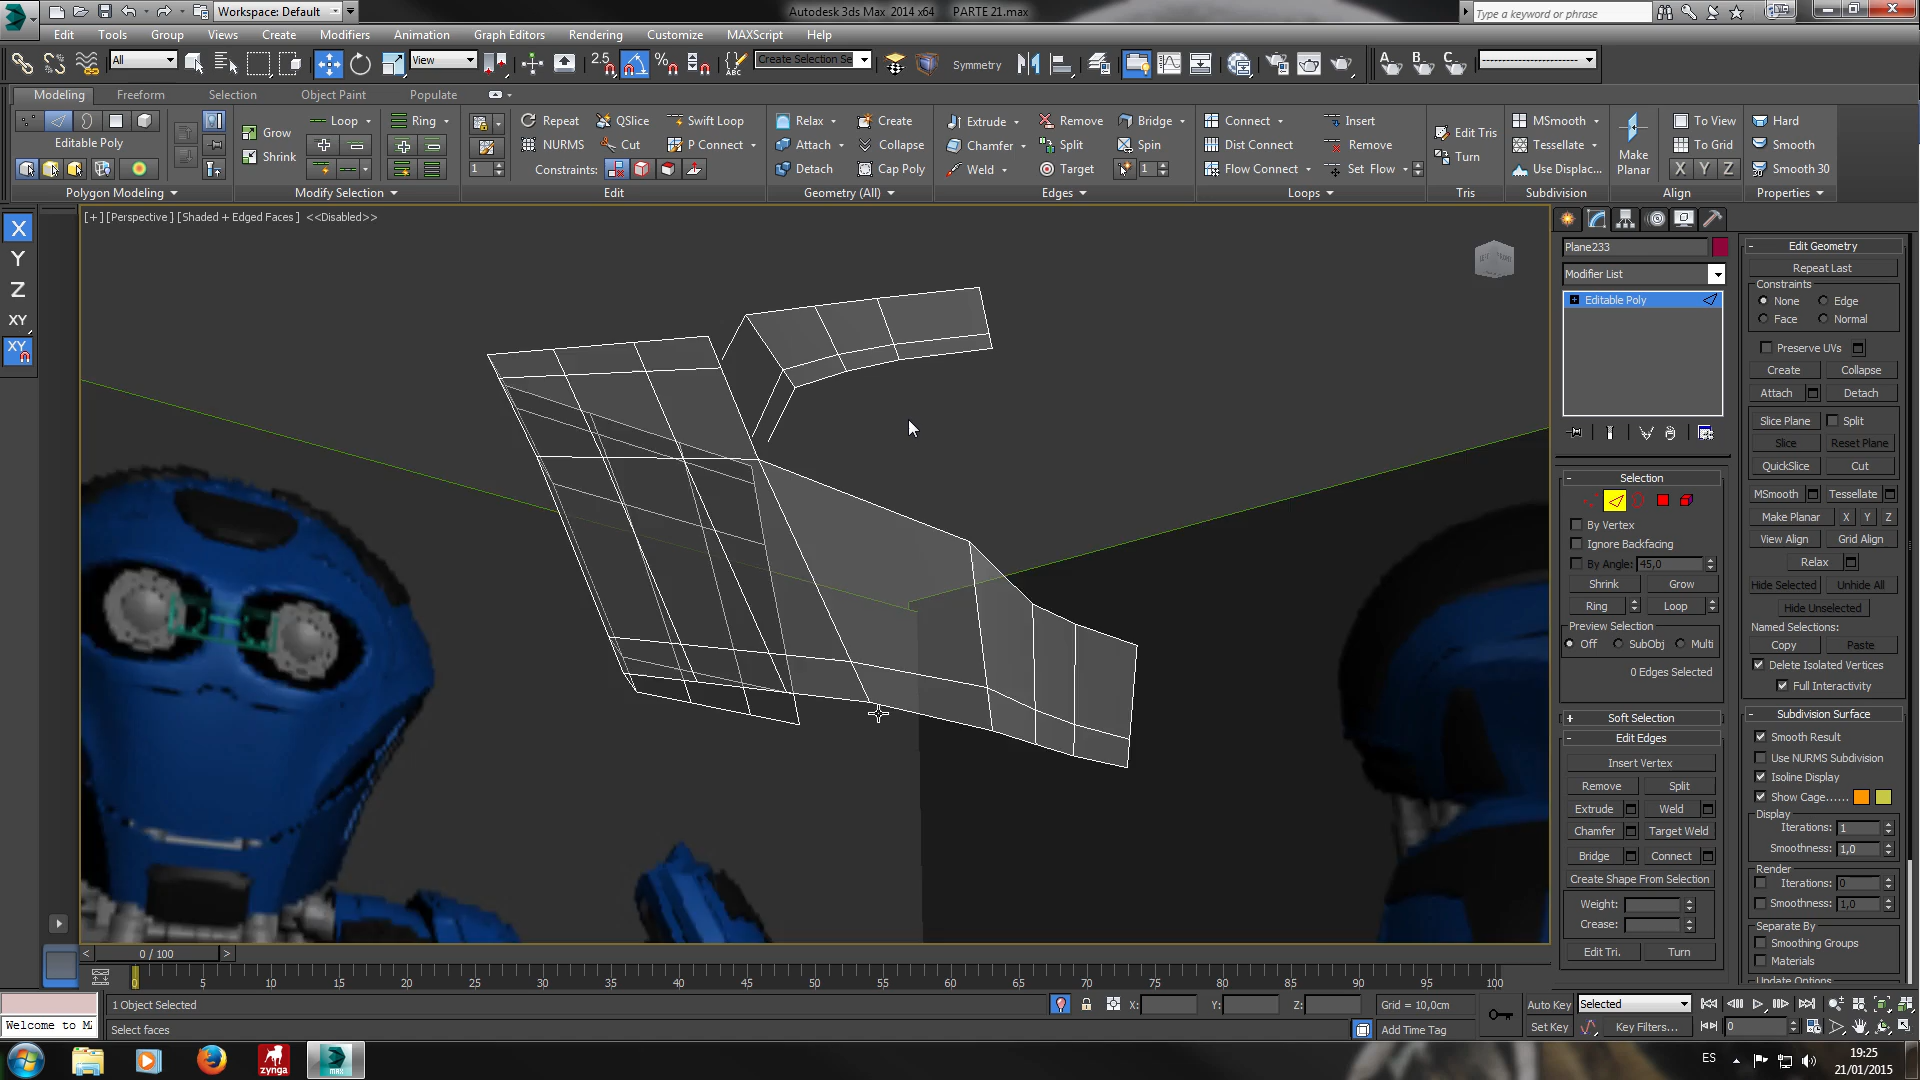 Workspace: Default
Autodesk 3ds Max 2014 x64 PARTE 21.max
Type a keyword or phrase
Edit Tools Group Views Create Modifiers Animation Graph Editors Rendering Customize MAXScript Help
All View 2.5 Create Selection Se Symmetry A... B... C...
Modeling Freeform Selection Object Paint Populate
Editable Poly
Polygon Modeling
Grow Loop Ring
Shrink
Modify Selection
Repeat QSlice Swift Loop
NURMS Cut P Connect
1 Constraints:
Edit
Relax Create
Attach Collapse
Detach Cap Poly
Geometry (All)
Extrude Remove Bridge
Chamfer Split Spin
Weld Target 1
Edges
Connect Insert
Dist Connect Remove
Flow Connect Set Flow
Loops
Edit Tris
Turn
Tris
MSmooth
Tessellate
Use Displac...
Subdivision
Make Planar
To View
To Grid
X Y Z
Align
Hard
Smooth
Smooth 30
Properties
X
Y
Z
XY
XY
[+] [Perspective] [Shaded + Edged Faces] <<Disabled>>
Plane233
Modifier List
Editable Poly
Selection
By Vertex
Ignore Backfacing
By Angle: 45,0
Shrink Grow
Ring Loop
Preview Selection
Off SubObj Multi
0 Edges Selected
Soft Selection
Edit Edges
Insert Vertex
Remove Split
Extrude Weld
Chamfer Target Weld
Bridge Connect
Create Shape From Selection
Weight:
Crease:
Edit Tri. Turn
Edit Geometry
Repeat Last
Constraints
None Edge
Face Normal
Preserve UVs
Create Collapse
Attach Detach
Slice Plane Split
Slice Reset Plane
QuickSlice Cut
MSmooth Tessellate
Make Planar X Y Z
View Align Grid Align
Relax
Hide Selected Unhide All
Hide Unselected
Named Selections:
Copy Paste
Delete Isolated Vertices
Full Interactivity
Subdivision Surface
Smooth Result
Use NURMS Subdivision
Isoline Display
Show Cage......
Display
Iterations: 1
Smoothness: 1,0
Render
Iterations: 0
Smoothness: 1,0
Separate By
Smoothing Groups
Materials
Update Options
0 / 100
0 5 10 15 20 25 30 35 40 45 50 55 60 65 70 75 80 85 90 95 100
1 Object Selected X: Y: Z: Grid = 10,0cm Auto Key Selected
Welcome to MA Select faces Add Time Tag Set Key Key Filters... 0
zynga MAX
ES
19:25
21/01/2015